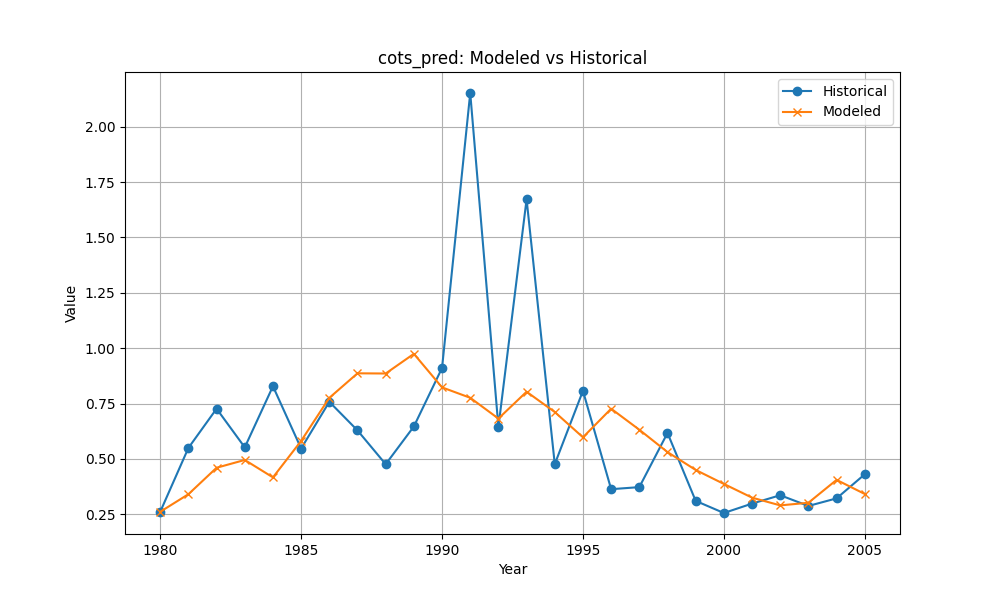 cots_pred: Modeled vs Historical
Historical
Modeled
2.00
1.75
1.50
1.25
1.00
0.75
0.50
0.25
Value
1980 1985 1990 1995 2000 2005
Year